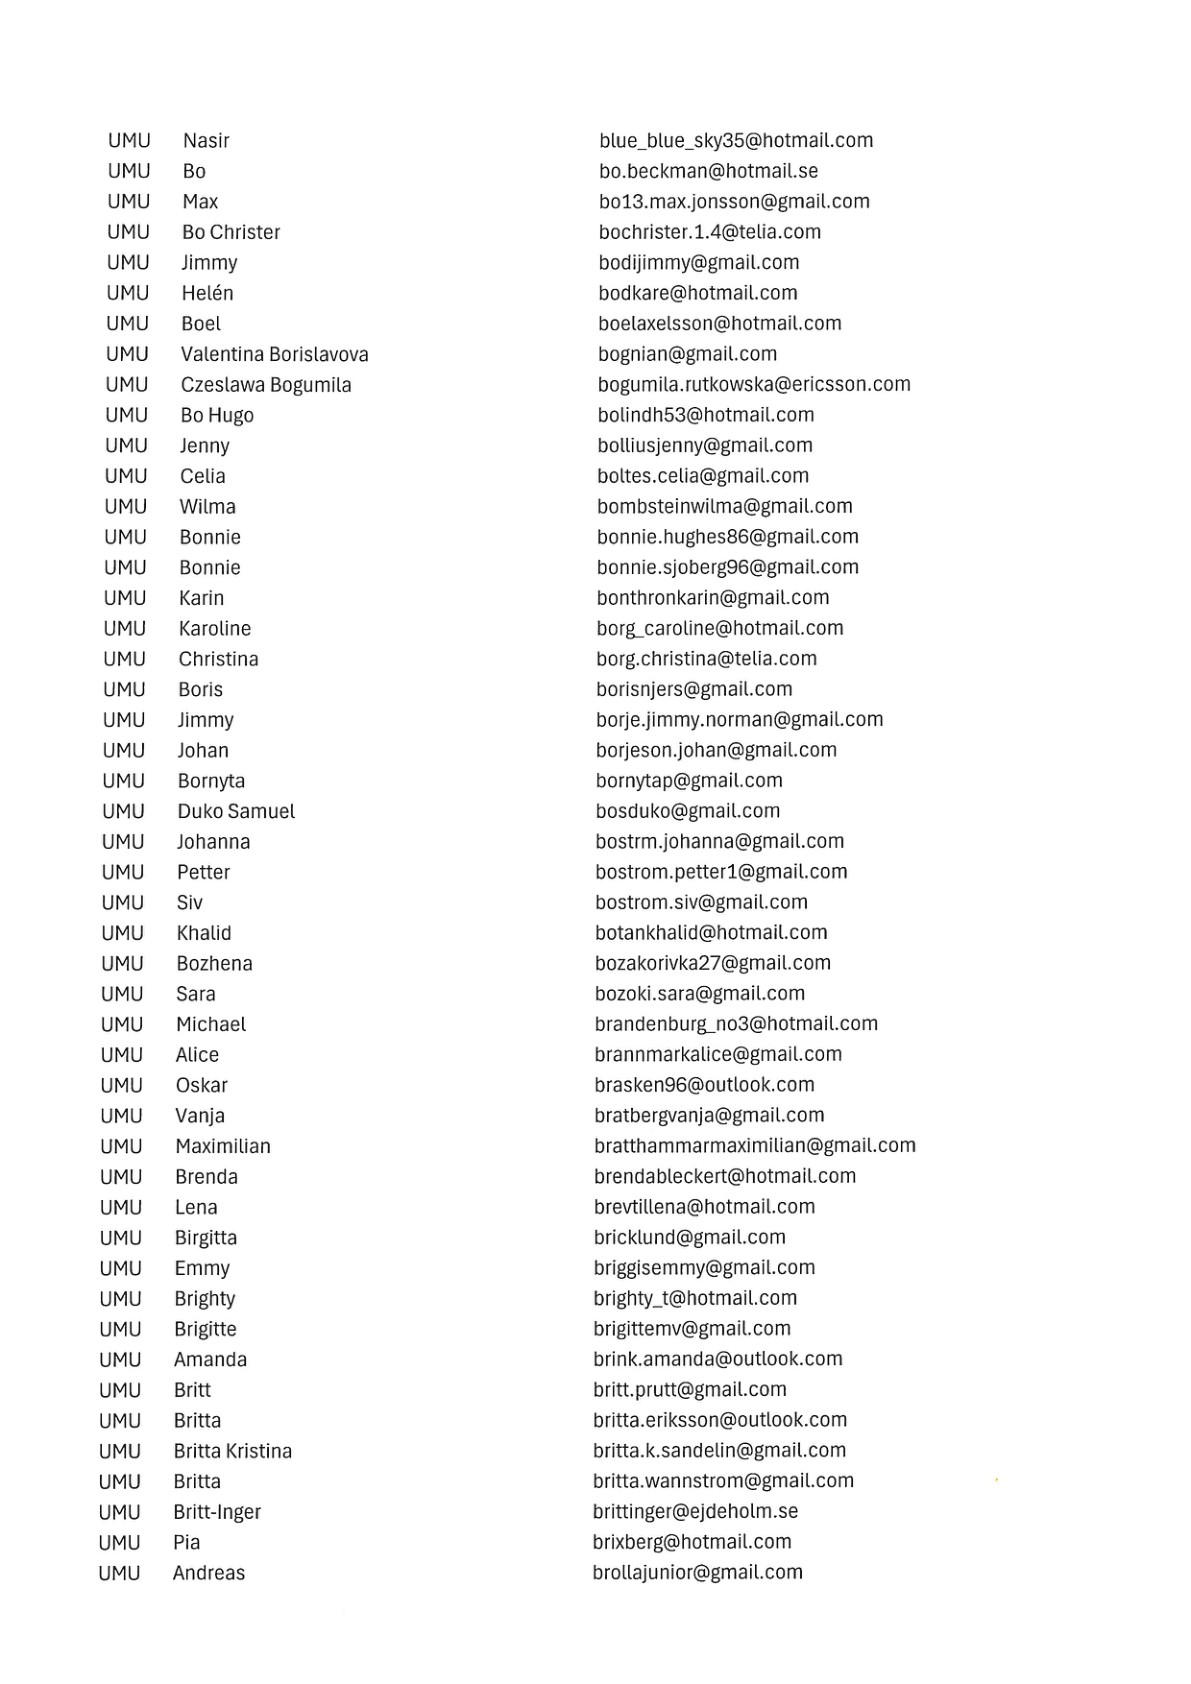 UMU Nasir blue_blue_sky35@hotmail.com
UMU Bo bo.beckman@hotmail.se
UMU Max bo13.max.jonsson@gmail.com
UMU Bo Christer bochrister.1.4@telia.com
UMU Jimmy bodijimmy@gmail.com
UMU Helén bodkare@hotmail.com
UMU Boel boelaxelsson@hotmail.com
UMU Valentina Borislavova bognian@gmail.com
UMU Czeslawa Bogumila bogumila.rutkowska@ericsson.com
UMU Bo Hugo bolindh53@hotmail.com
UMU Jenny bolliusjenny@gmail.com
UMU Celia boltes.celia@gmail.com
UMU Wilma bombsteinwilma@gmail.com
UMU Bonnie bonnie.hughes86@gmail.com
UMU Bonnie bonnie.sjoberg96@gmail.com
UMU Karin bonthronkarin@gmail.com
UMU Karoline borg_caroline@hotmail.com
UMU Christina borg.christina@telia.com
UMU Boris borisnjers@gmail.com
UMU Jimmy borje.jimmy.norman@gmail.com
UMU Johan borjeson.johan@gmail.com
UMU Bornyta bornytap@gmail.com
UMU Duko Samuel bosduko@gmail.com
UMU Johanna bostrm.johanna@gmail.com
UMU Petter bostrom.petter1@gmail.com
UMU Siv bostrom.siv@gmail.com
UMU Khalid botankhalid@hotmail.com
UMU Bozhena bozakorivka27@gmail.com
UMU Sara bozoki.sara@gmail.com
UMU Michael brandenburg_no3@hotmail.com
UMU Alice brannmarkalice@gmail.com
UMU Oskar brasken96@outlook.com
UMU Vanja bratbergvanja@gmail.com
UMU Maximilian bratthammarmaximilian@gmail.com
UMU Brenda brendableckert@hotmail.com
UMU Lena brevtillena@hotmail.com
UMU Birgitta bricklund@gmail.com
UMU Emmy briggisemmy@gmail.com
UMU Brighty brighty_t@hotmail.com
UMU Brigitte brigittemv@gmail.com
UMU Amanda brink.amanda@outlook.com
UMU Britt britt.prutt@gmail.com
UMU Britta britta.eriksson@outlook.com
UMU Britta Kristina britta.k.sandelin@gmail.com
UMU Britta britta.wannstrom@gmail.com
UMU Britt-Inger brittinger@ejdeholm.se
UMU Pia brixberg@hotmail.com
UMU Andreas brollajunior@gmail.com